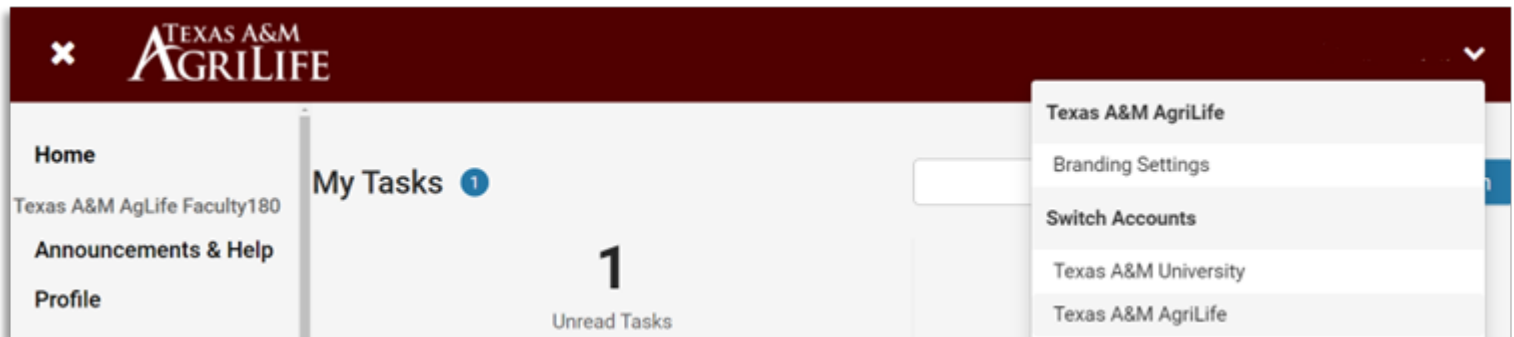 TEXAS A&M
AGRILIFE
Home
Texas A&M AgLife Faculty180
Announcements & Help
Profile
My Tasks 1
1
Unread Tasks
Texas A&M AgriLife
Branding Settings
Switch Accounts
Texas A&M University
Texas A&M AgriLife